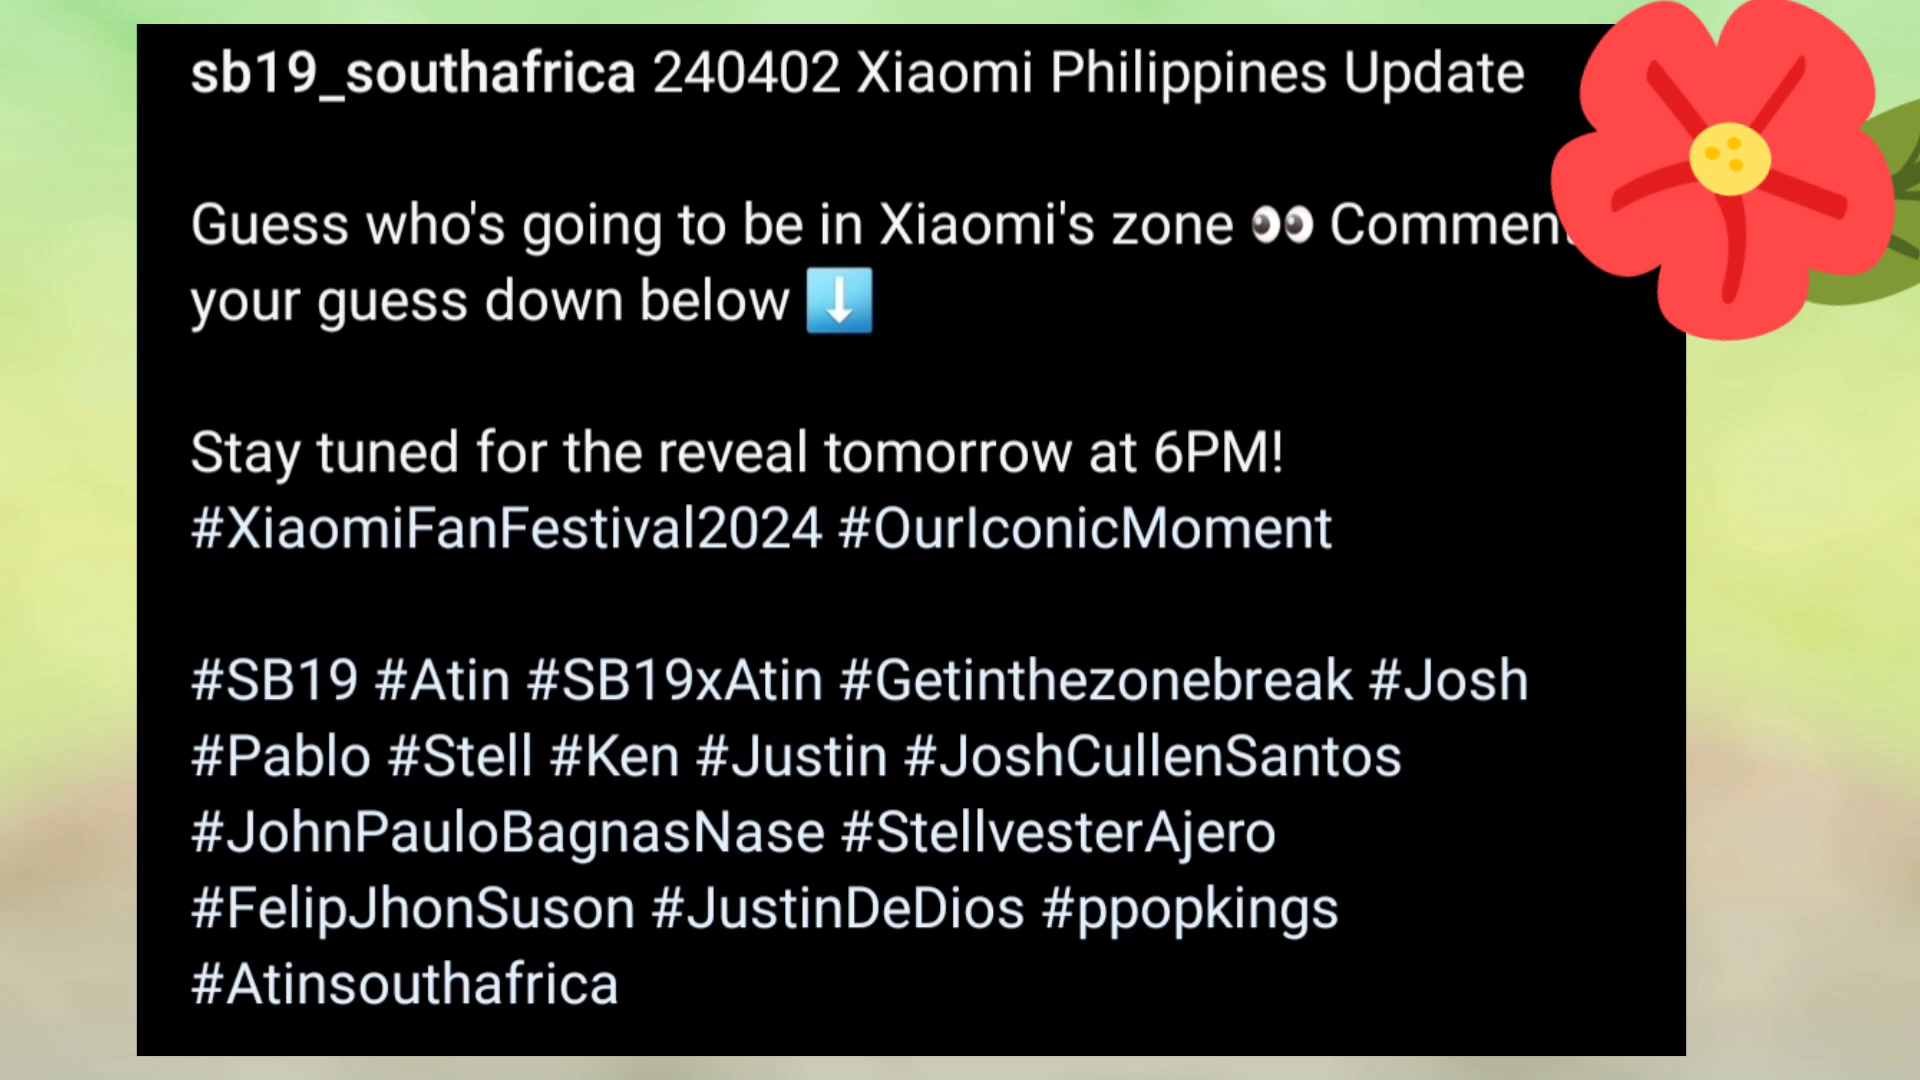 sb19_southafrica 240402 Xiaomi Philippines Update
Guess who's going to be in Xiaomi's zone 👀 Comment
your guess down below ⬇️
Stay tuned for the reveal tomorrow at 6PM!
#XiaomiFanFestival2024 #OurIconicMoment
#SB19 #Atin #SB19xAtin #Getinthezonebreak #Josh
#Pablo #Stell #Ken #Justin #JoshCullenSantos
#JohnPauloBagnasNase #StellvesterAjero
#FelipJhonSuson #JustinDeDios #ppopkings
#Atinsouthafrica